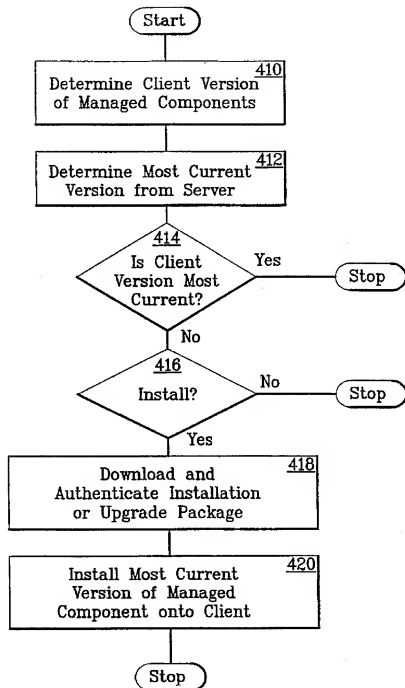 Start
410
Determine Client Version
of Managed Components
412
Determine Most Current
Version from Server
414
Is Client
Version Most
Current?
Yes
Stop
No
416
Install?
No
Stop
Yes
418
Download and
Authenticate Installation
or Upgrade Package
420
Install Most Current
Version of Managed
Component onto Client
Stop